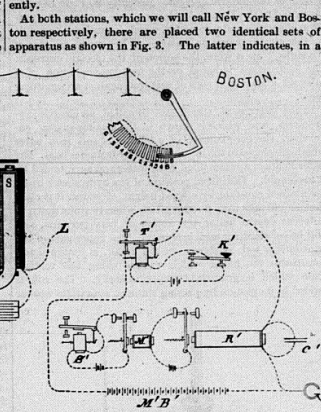 ently.
At both stations, which we will call New York and Bos-
ton respectively, there are placed two identical sets of
apparatus as shown in Fig. 3. The latter indicates, in a
BOSTON.
S
L
T'
K'
B'
M'
R'
C'
M'B'
G